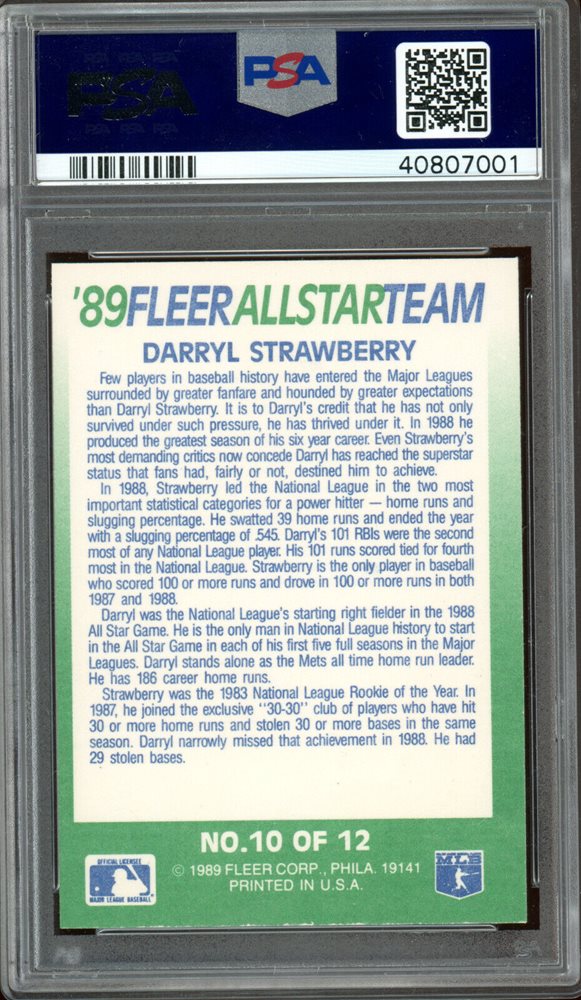 PSA
PSA
40807001
'89 FLEER ALL STAR TEAM
DARRYL STRAWBERRY
Few players in baseball history have entered the Major Leagues
surrounded by greater fanfare and hounded by greater expectations
than Darryl Strawberry. It is to Darryl's credit that he has not only
survived under such pressure, he has thrived under it. In 1988 he
produced the greatest season of his six year career. Even Strawberry's
most demanding critics now concede Darryl has reached the superstar
status that fans had, fairly or not, destined him to achieve.
In 1988, Strawberry led the National League in the two most
important statistical categories for a power hitter — home runs and
slugging percentage. He swatted 39 home runs and ended the year
with a slugging percentage of .545. Darryl's 101 RBIs were the second
most of any National League player. His 101 runs scored tied for fourth
most in the National League. Strawberry is the only player in baseball
who scored 100 or more runs and drove in 100 or more runs in both
1987 and 1988.
Darryl was the National League's starting right fielder in the 1988
All Star Game. He is the only man in National League history to start
in the All Star Game in each of his first five full seasons in the Major
Leagues. Darryl stands alone as the Mets all time home run leader.
He has 186 career home runs.
Strawberry was the 1983 National League Rookie of the Year. In
1987, he joined the exclusive "30-30" club of players who have hit
30 or more home runs and stolen 30 or more bases in the same
season. Darryl narrowly missed that achievement in 1988. He had
29 stolen bases.
NO. 10 OF 12
OFFICIAL LICENSEE
MAJOR LEAGUE BASEBALL
© 1989 FLEER CORP., PHILA. 19141
PRINTED IN U.S.A.
MLB